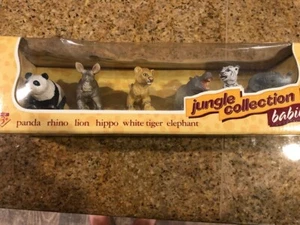 jungle collection
babies
panda rhino lion hippo white tiger elephant